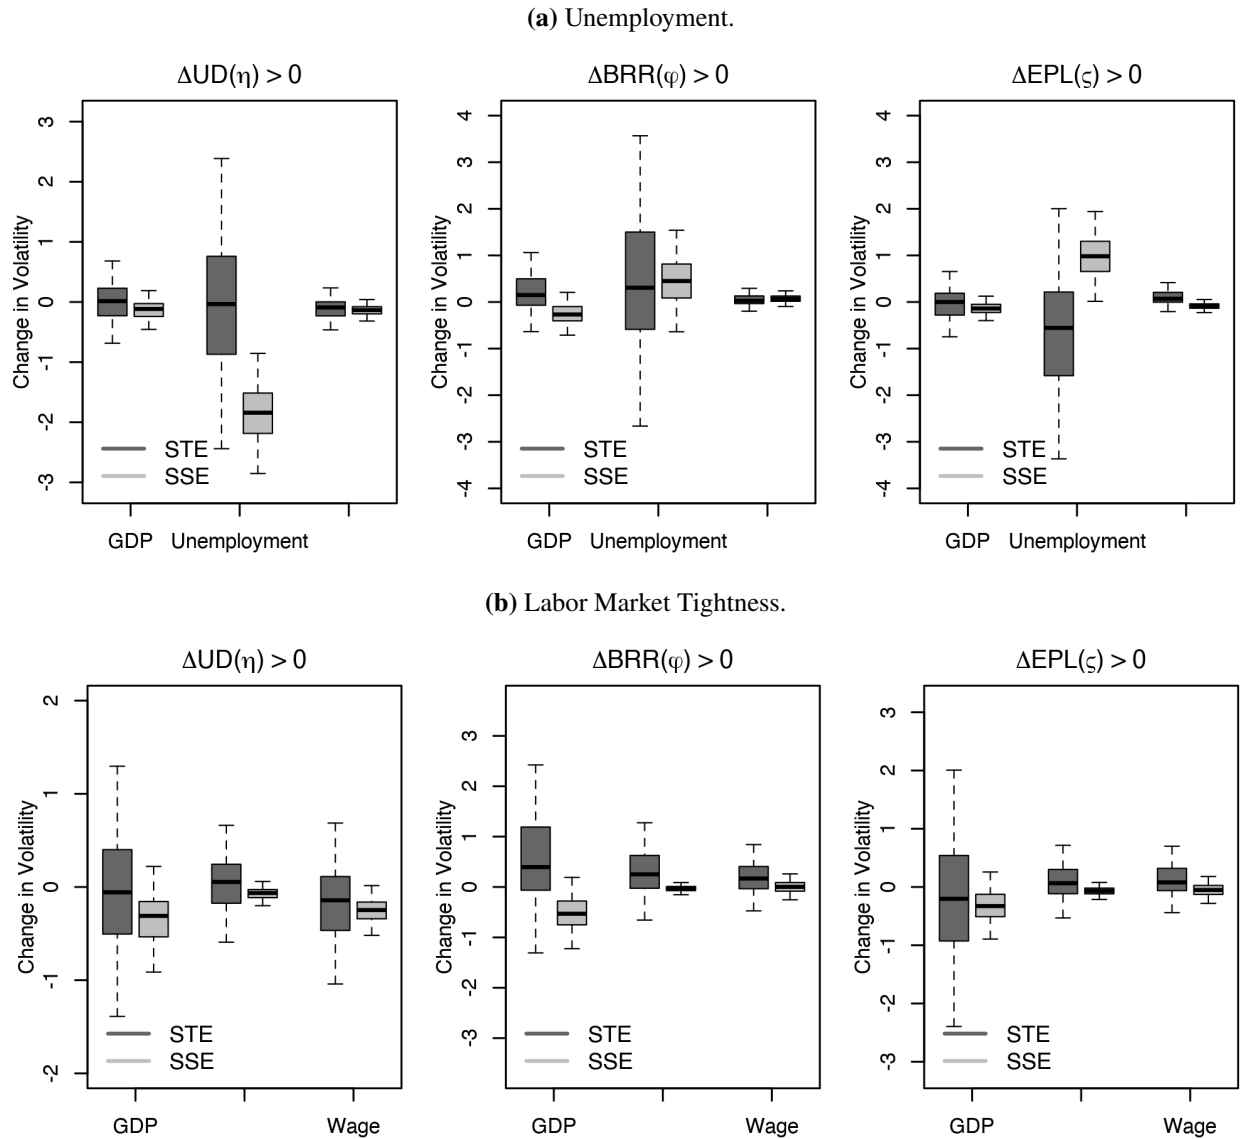 (a) Unemployment.
ΔUD(η) > 0
Change in Volatility
3
2
1
0
-1
-2
-3
STE
SSE
GDP Unemployment
ΔBRR(φ) > 0
Change in Volatility
4
3
2
1
0
-1
-2
-3
-4
STE
SSE
GDP Unemployment
ΔEPL(ς) > 0
Change in Volatility
4
3
2
1
0
-1
-2
-3
-4
STE
SSE
GDP Unemployment
(b) Labor Market Tightness.
ΔUD(η) > 0
Change in Volatility
2
1
0
-1
-2
STE
SSE
GDP Wage
ΔBRR(φ) > 0
Change in Volatility
3
2
1
0
-1
-2
-3
STE
SSE
GDP Wage
ΔEPL(ς) > 0
Change in Volatility
3
2
1
0
-1
-2
-3
STE
SSE
GDP Wage